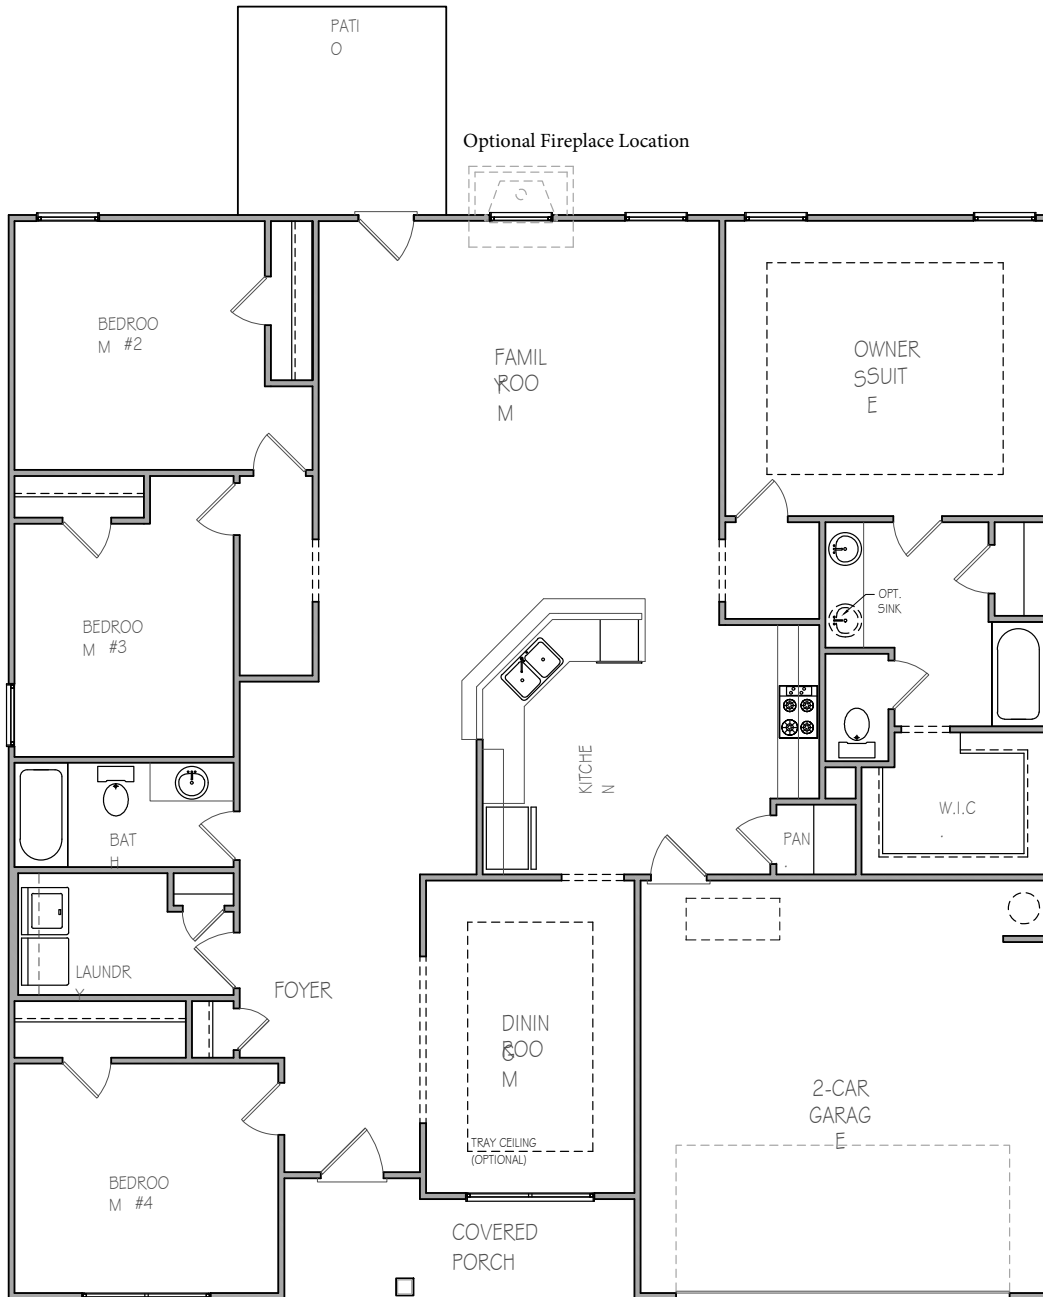 PATI
O
Optional Fireplace Location
BEDROO
M #2
FAMIL
Y
ROO
M
OWNER
S
SUIT
E
OPT.
SINK
BEDROO
M #3
KITCHE
N
W.I.C
.
PAN
.
BAT
H
LAUNDR
Y
FOYER
DININ
G
ROO
M
TRAY CEILING
(OPTIONAL)
2-CAR
GARAG
E
BEDROO
M #4
COVERED
PORCH